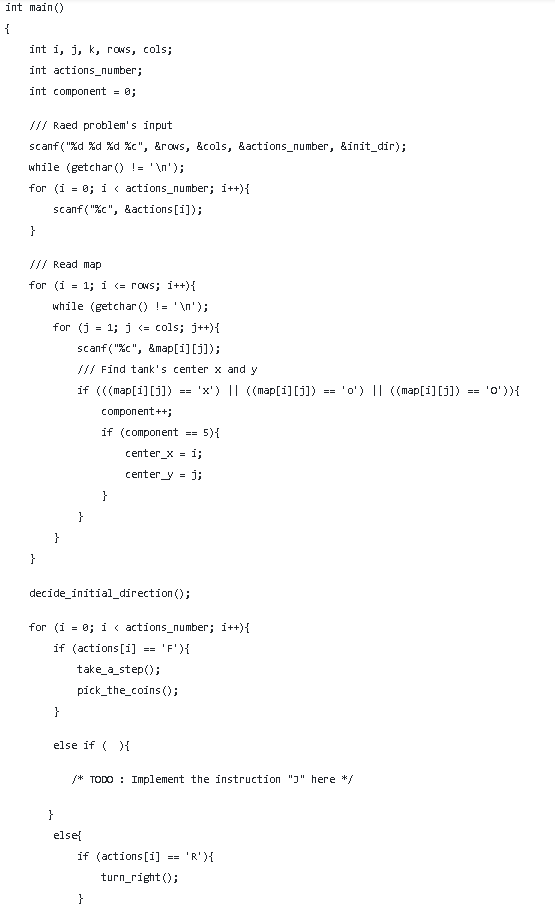 int main()
{
    int i, j, k, rows, cols;
    int actions_number;
    int component = 0;
    /// Raed problem's input
    scanf("%d %d %d %c", &rows, &cols, &actions_number, &init_dir);
    while (getchar() != '\n');
    for (i = 0; i < actions_number; i++){
        scanf("%c", &actions[i]);
    }
    /// Read map
    for (i = 1; i <= rows; i++){
        while (getchar() != '\n');
        for (j = 1; j <= cols; j++){
            scanf("%c", &map[i][j]);
            /// Find tank's center x and y
            if (((map[i][j]) == 'x') || ((map[i][j]) == 'o') || ((map[i][j]) == 'O')){
                component++;
                if (component == 5){
                    center_x = i;
                    center_y = j;
                }
            }
        }
    }
    decide_initial_direction();
    for (i = 0; i < actions_number; i++){
        if (actions[i] == 'F'){
            take_a_step();
            pick_the_coins();
        }
        else if (  ){
           /* TODO : Implement the instruction "J" here */
       }
        else{
            if (actions[i] == 'R'){
                turn_right();
            }